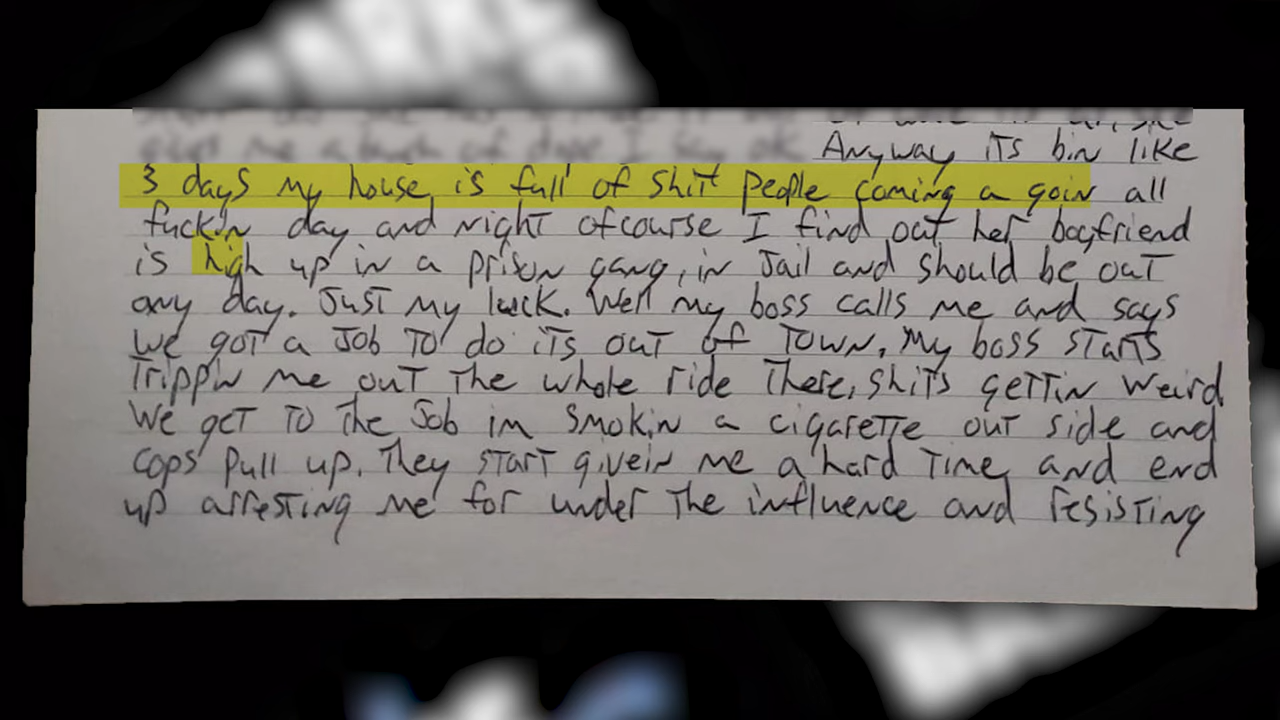 Anyway its bin like
3 days my house is full of shit people coming a goin all
fuckin day and night ofcourse I find out her boyfriend
is high up in a prison gang, in Jail and should be out
any day. Just my luck. Well my boss calls me and says
we got a Job to do its out of town. My boss starts
trippin me out the whole ride there, shits gettin weird
we get to the Job im smokin a cigarette out side and
cops pull up. They start givein me a hard time and end
up arresting me for under the influence and resisting